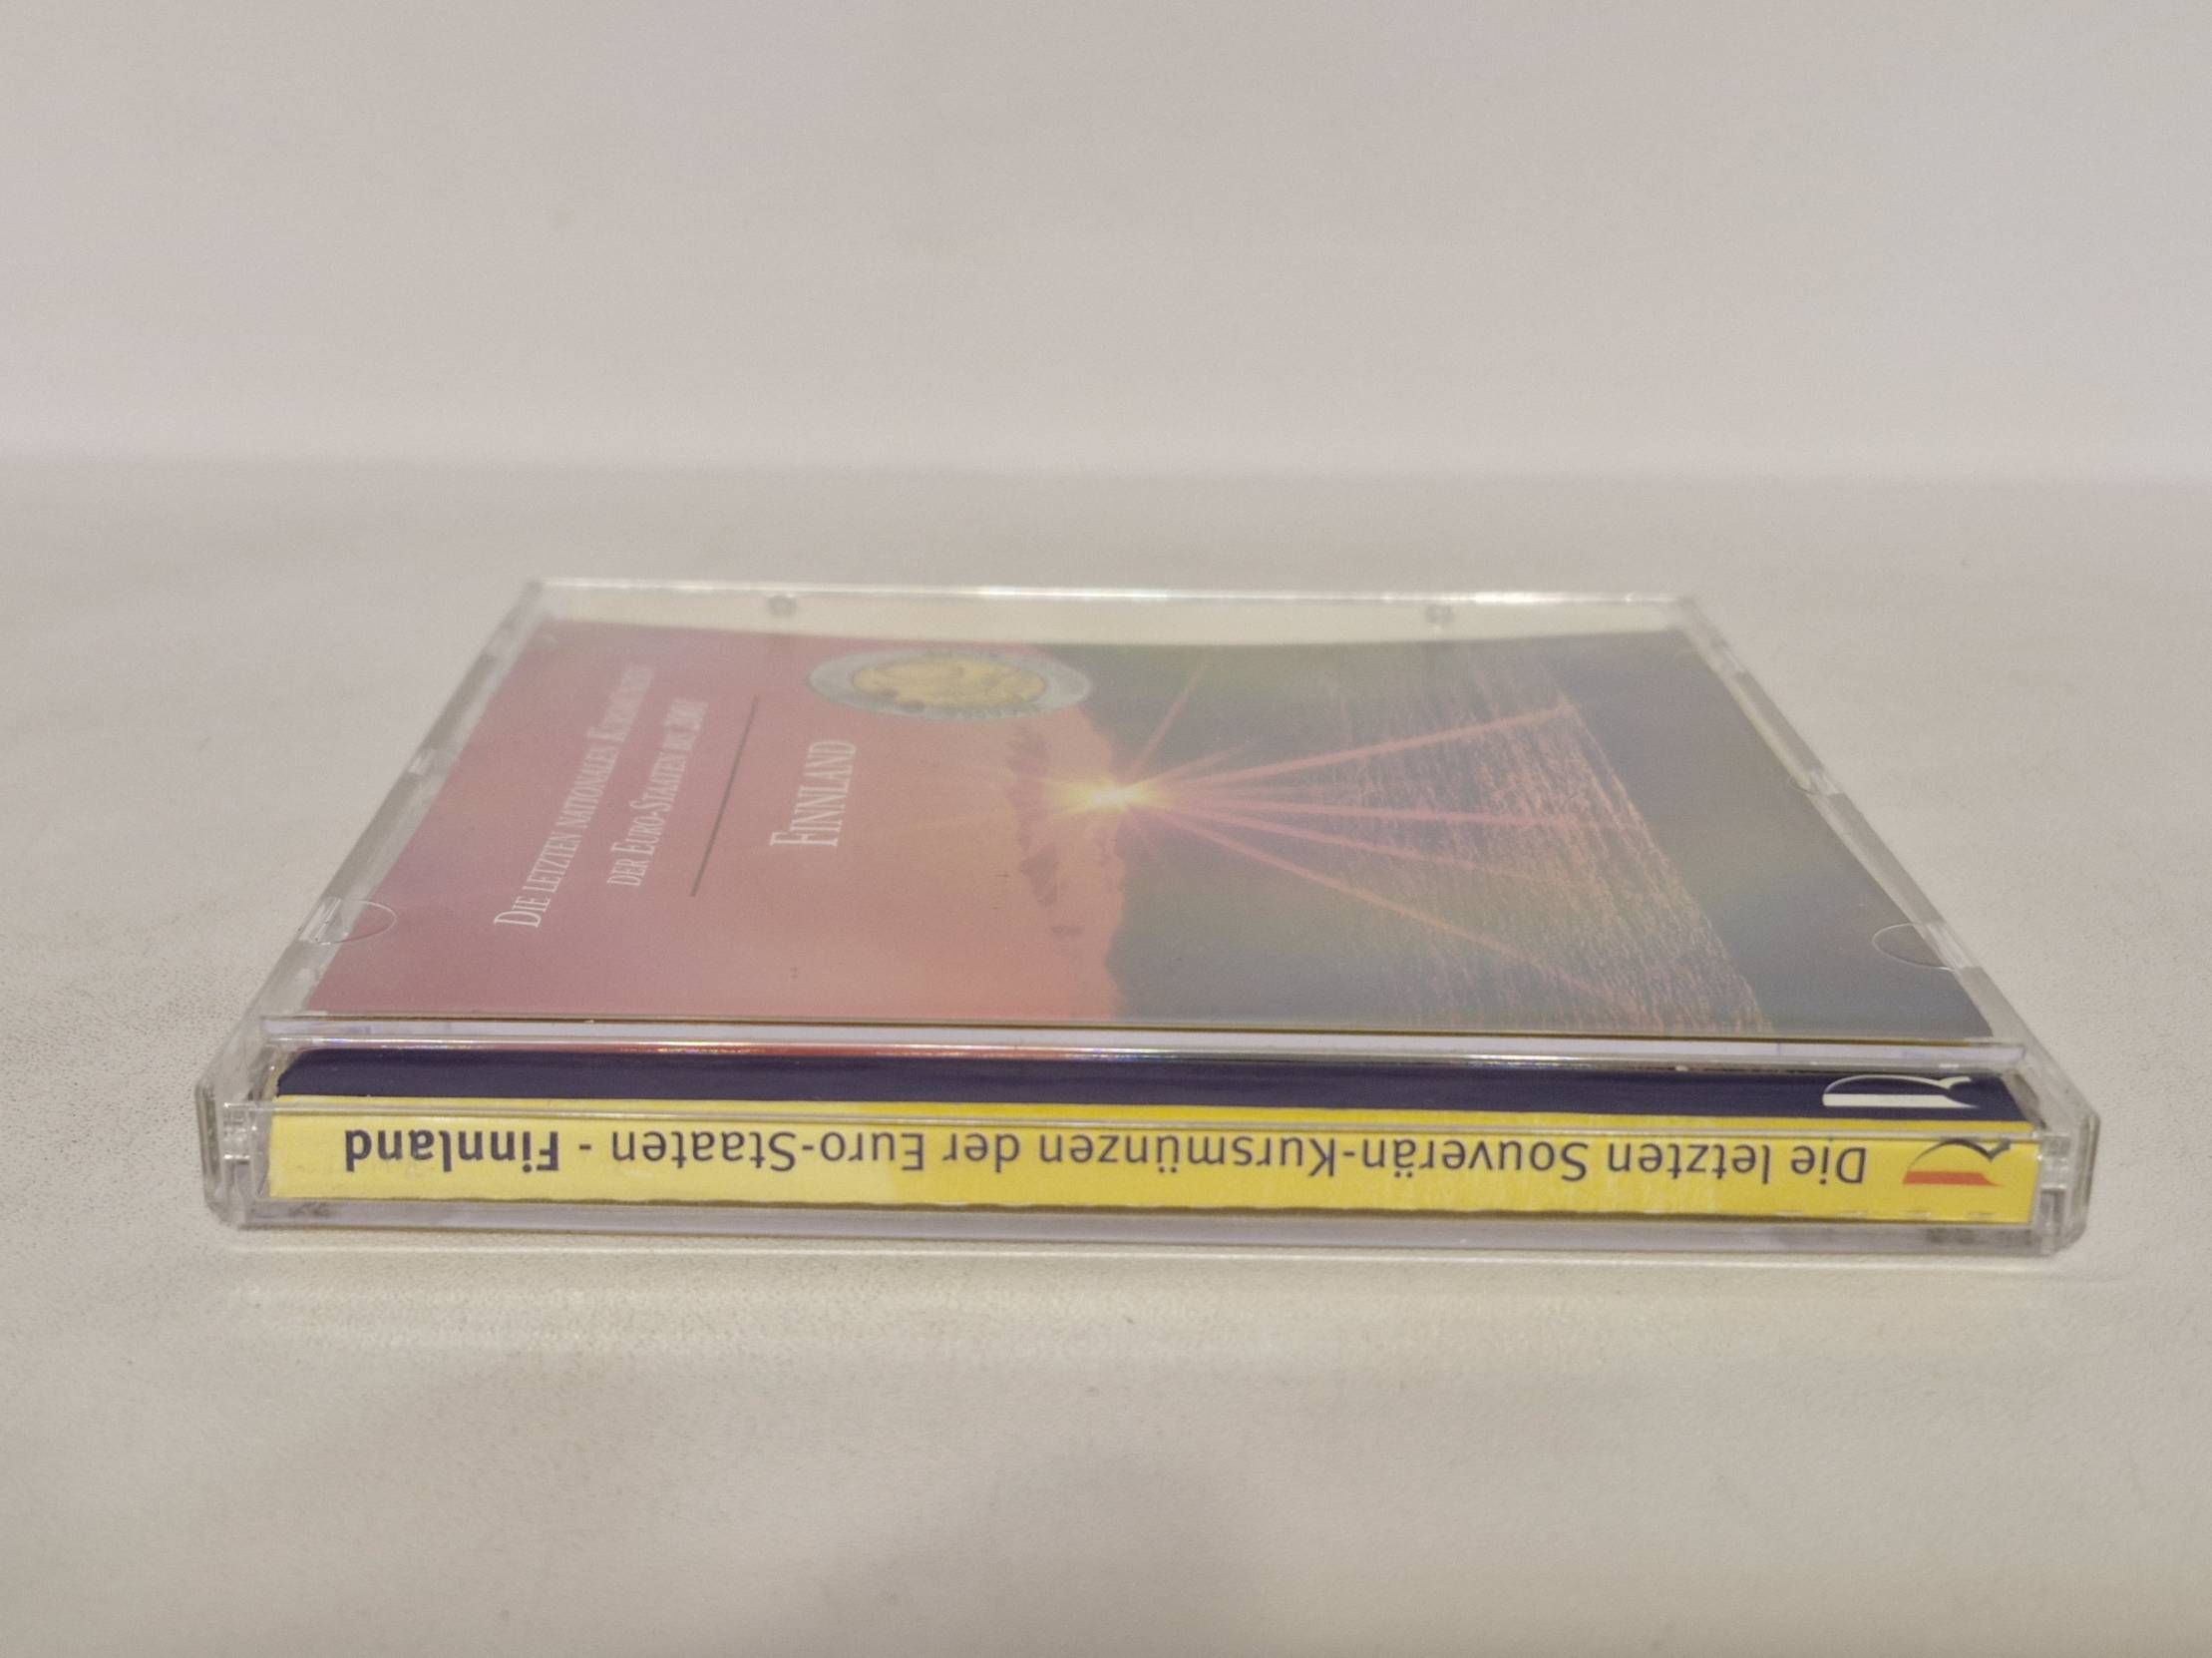 DIE LETZTEN NATIONALEN KURSMÜNZEN
DER EURO-STAATEN BIS 2001
FINNLAND
Die letzten Souverän-Kursmünzen der Euro-Staaten - Finnland